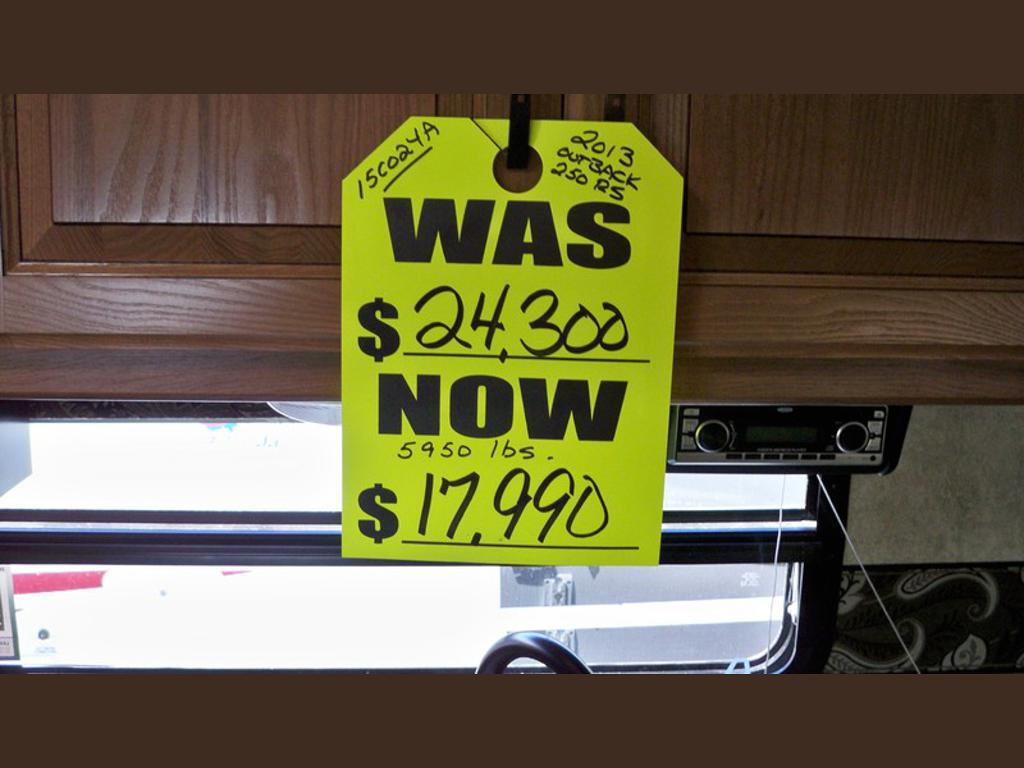 15C024A
2013
OUTBACK
250 RS
WAS
$ 24,300
NOW
5950 lbs.
$ 17,990